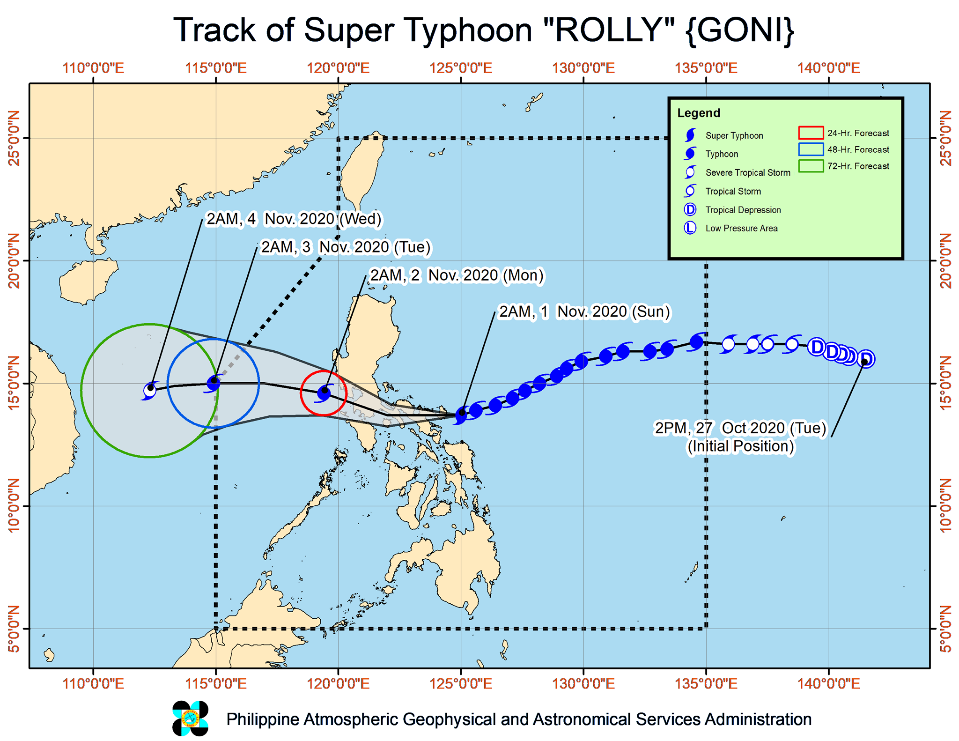 Track of Super Typhoon "ROLLY" {GONI}
110°0'0"E 115°0'0"E 120°0'0"E 125°0'0"E 130°0'0"E 135°0'0"E 140°0'0"E
25°0'0"N
25°0'0"N
Legend
Super Typhoon
Typhoon
Severe Tropical Storm
Tropical Storm
D Tropical Depression
L Low Pressure Area
24-Hr. Forecast
48-Hr. Forecast
72-Hr. Forecast
2AM, 4 Nov. 2020 (Wed)
2AM, 3 Nov. 2020 (Tue)
20°0'0"N
20°0'0"N
2AM, 2 Nov. 2020 (Mon)
2AM, 1 Nov. 2020 (Sun)
D D D D D D
15°0'0"N
15°0'0"N
2PM, 27 Oct 2020 (Tue)
(Initial Position)
10°0'0"N
10°0'0"N
5°0'0"N
5°0'0"N
110°0'0"E 115°0'0"E 120°0'0"E 125°0'0"E 130°0'0"E 135°0'0"E 140°0'0"E
Philippine Atmospheric Geophysical and Astronomical Services Administration